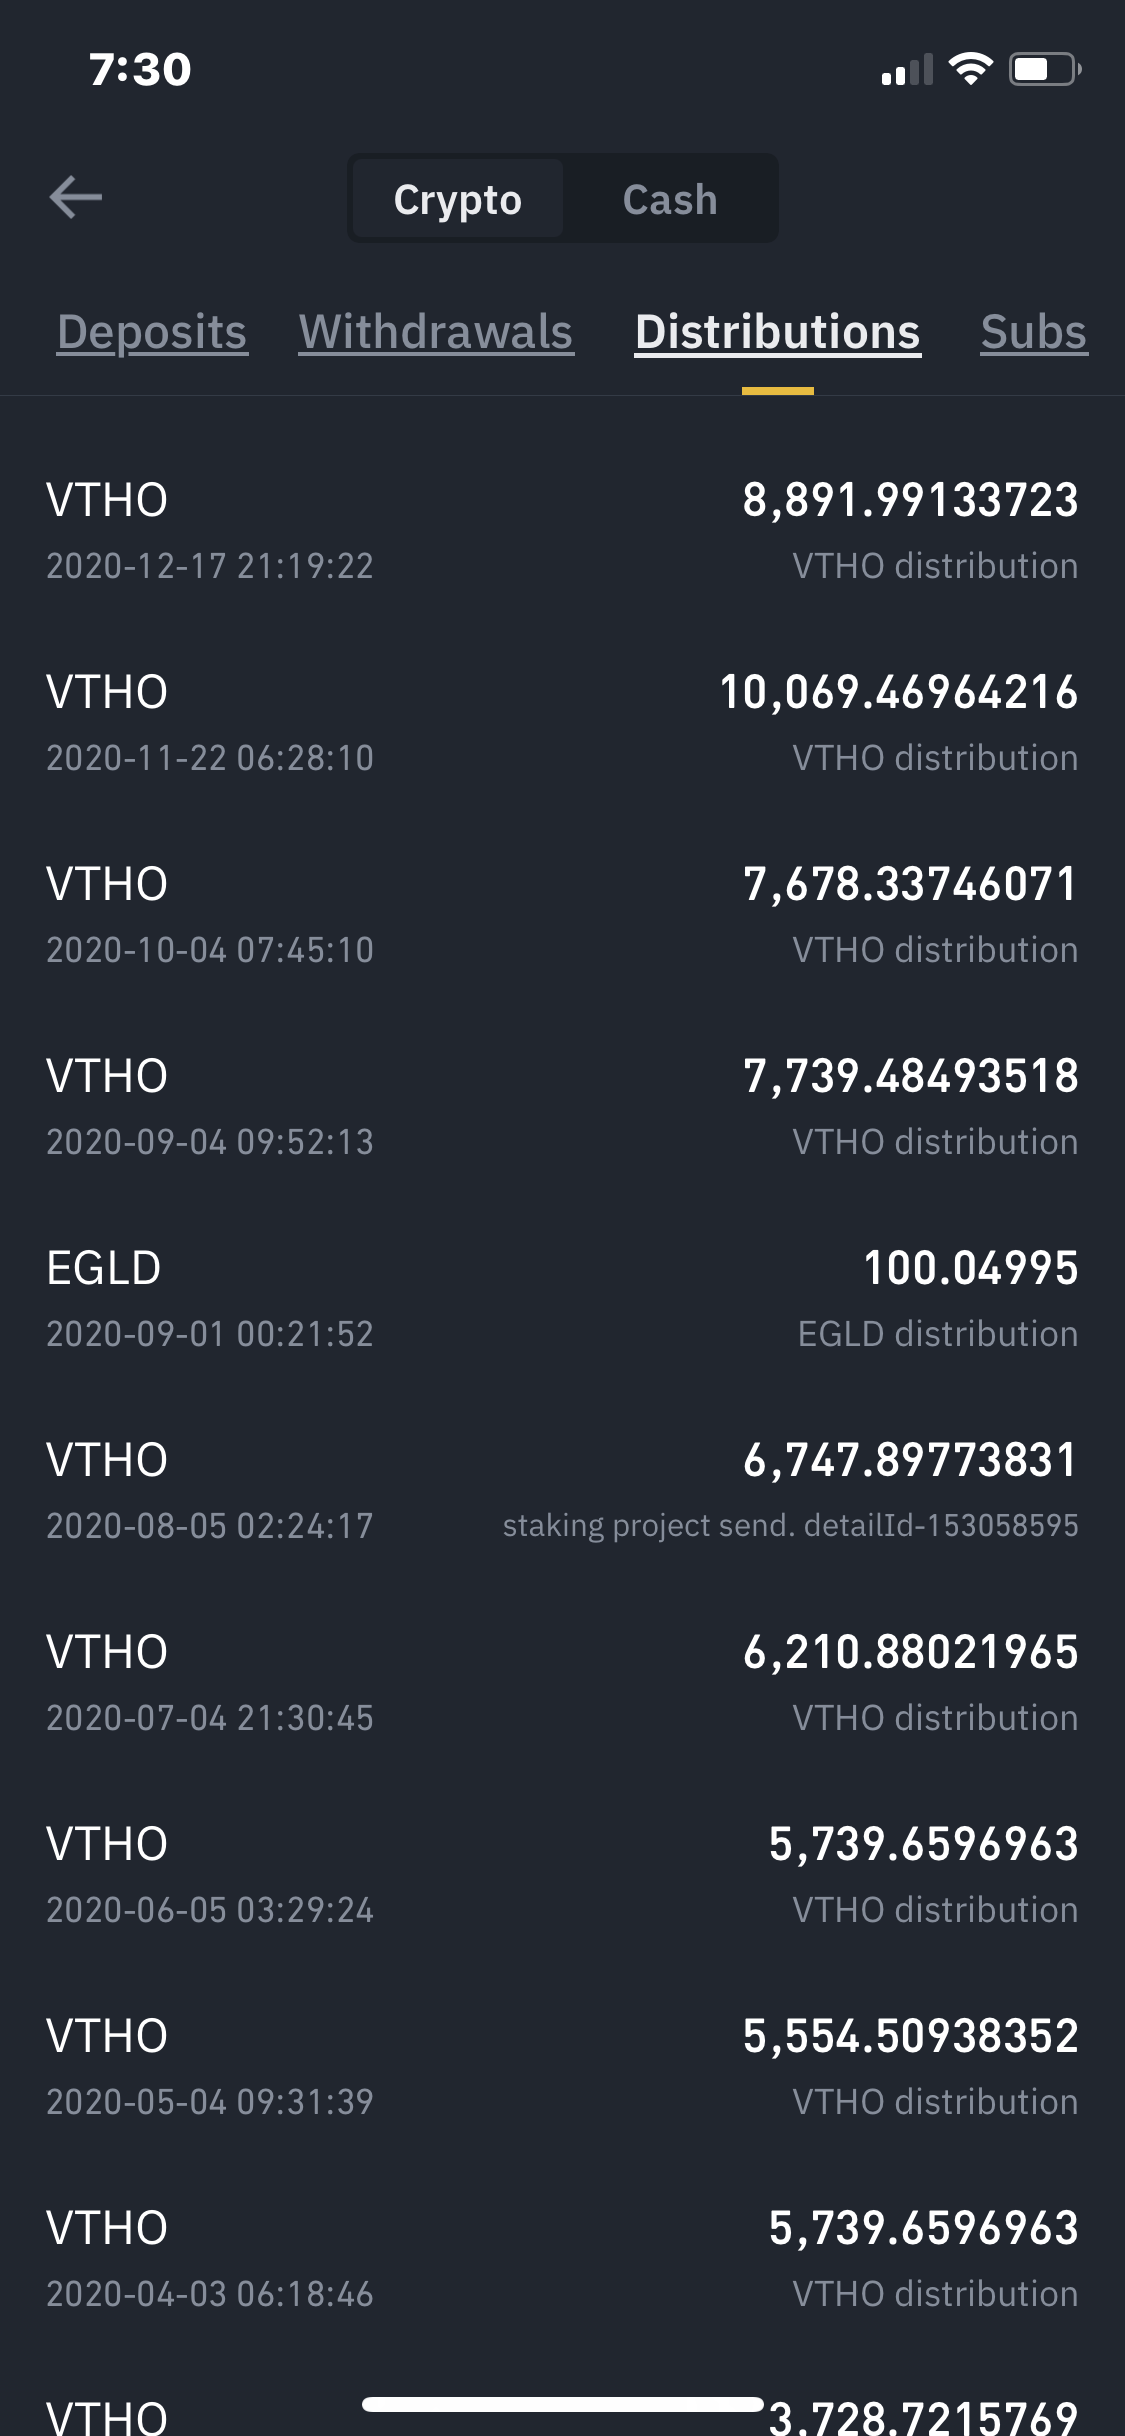 7:30
Crypto Cash
Deposits Withdrawals Distributions Subs
VTHO 8,891.99133723
2020-12-17 21:19:22 VTHO distribution
VTHO 10,069.46964216
2020-11-22 06:28:10 VTHO distribution
VTHO 7,678.33746071
2020-10-04 07:45:10 VTHO distribution
VTHO 7,739.48493518
2020-09-04 09:52:13 VTHO distribution
EGLD 100.04995
2020-09-01 00:21:52 EGLD distribution
VTHO 6,747.89773831
2020-08-05 02:24:17 staking project send. detailId-153058595
VTHO 6,210.88021965
2020-07-04 21:30:45 VTHO distribution
VTHO 5,739.6596963
2020-06-05 03:29:24 VTHO distribution
VTHO 5,554.50938352
2020-05-04 09:31:39 VTHO distribution
VTHO 5,739.6596963
2020-04-03 06:18:46 VTHO distribution
VTHO 3,728.7215769